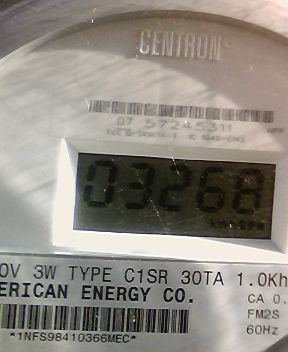 CENTRON
07 57245311
03268
0V 3W TYPE C1SR 30TA 1.0Kh
ERICAN ENERGY CO.
CA 0.
FM2S
*1NFS98410366MEC*
60Hz